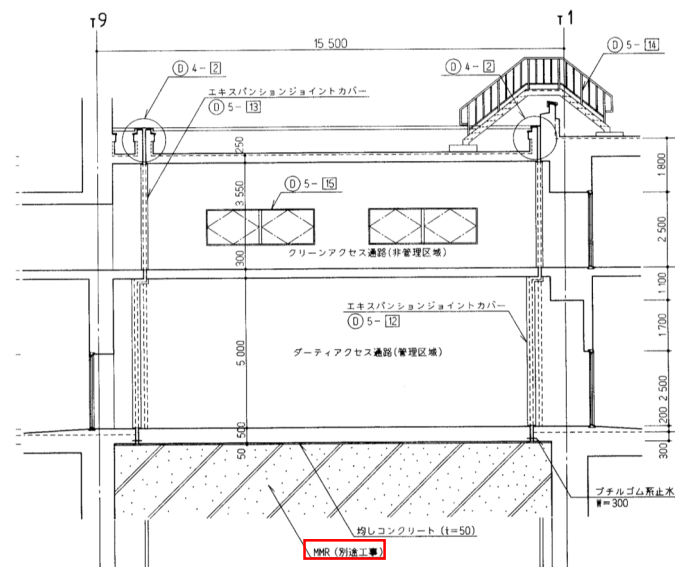 T9
T1
15 500
Ⓓ 4-2
Ⓓ 4-2
Ⓓ 5-14
エキスパンションジョイントカバー
Ⓓ 5-13
250
1 800
3 550
Ⓓ 5-15
2 500
クリーンアクセス通路(非管理区域)
300
1 100
エキスパンションジョイントカバー
Ⓓ 5-12
1 700
ダーティアクセス通路(管理区域)
5 000
2 500
200
500
300
50
ブチルゴム系止水
W=300
均しコンクリート (t=50)
MMR (別途工事)